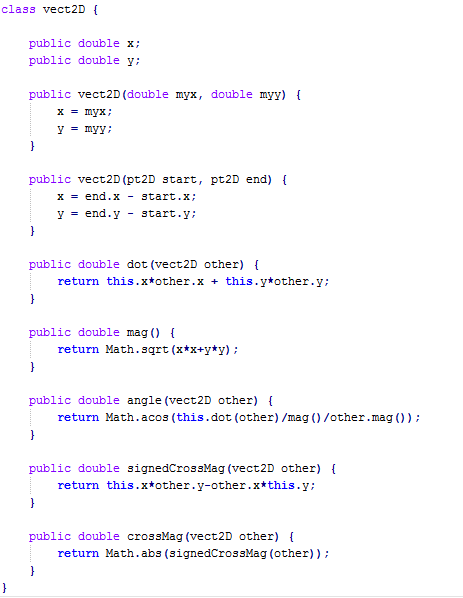 class vect2D {
public double x;
public double y;
public vect2D(double myx, double myy) {
x = myx;
y = myy;
}
public vect2D(pt2D start, pt2D end) {
x = end.x - start.x;
y = end.y - start.y;
}
public double dot(vect2D other) {
return this.x*other.x + this.y*other.y;
}
public double mag() {
return Math.sqrt(x*x+y*y);
}
public double angle(vect2D other) {
return Math.acos(this.dot(other)/mag()/other.mag());
}
public double signedCrossMag(vect2D other) {
return this.x*other.y-other.x*this.y;
}
public double crossMag(vect2D other) {
return Math.abs(signedCrossMag(other));
}
}